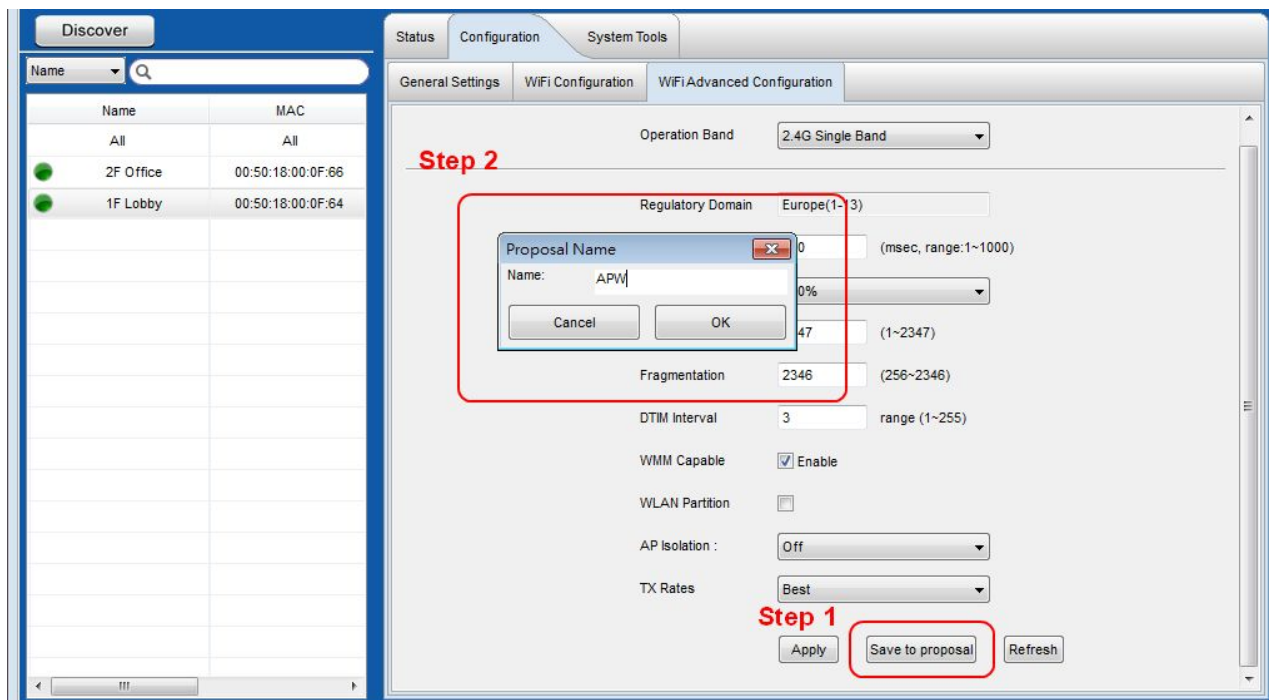 Discover
Name
Name MAC
All All
2F Office 00:50:18:00:0F:66
1F Lobby 00:50:18:00:0F:64
Status Configuration System Tools
General Settings WiFi Configuration WiFi Advanced Configuration
Operation Band 2.4G Single Band
Step 2
Regulatory Domain Europe(1-13)
Proposal Name
0 (msec, range:1~1000)
Name: APW
0%
Cancel OK
47 (1~2347)
Fragmentation 2346 (256~2346)
DTIM Interval 3 range (1~255)
WMM Capable Enable
WLAN Partition
AP Isolation : Off
TX Rates Best
Step 1
Apply Save to proposal Refresh